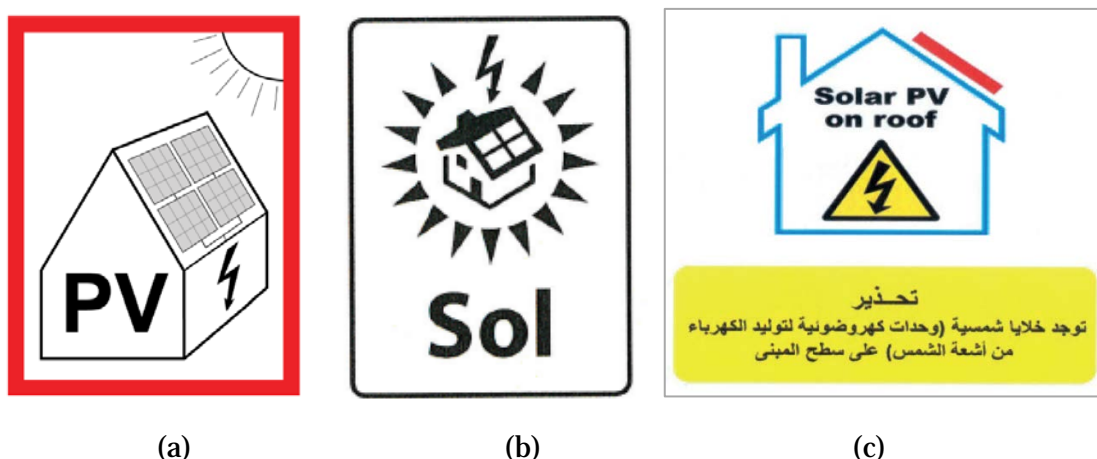 PV
Sol
Solar PV
on roof
تحــذير
توجد خلايا شمسية (وحدات كهروضوئية لتوليد الكهرباء
من أشعة الشمس) على سطح المبنى
(a)
(b)
(c)